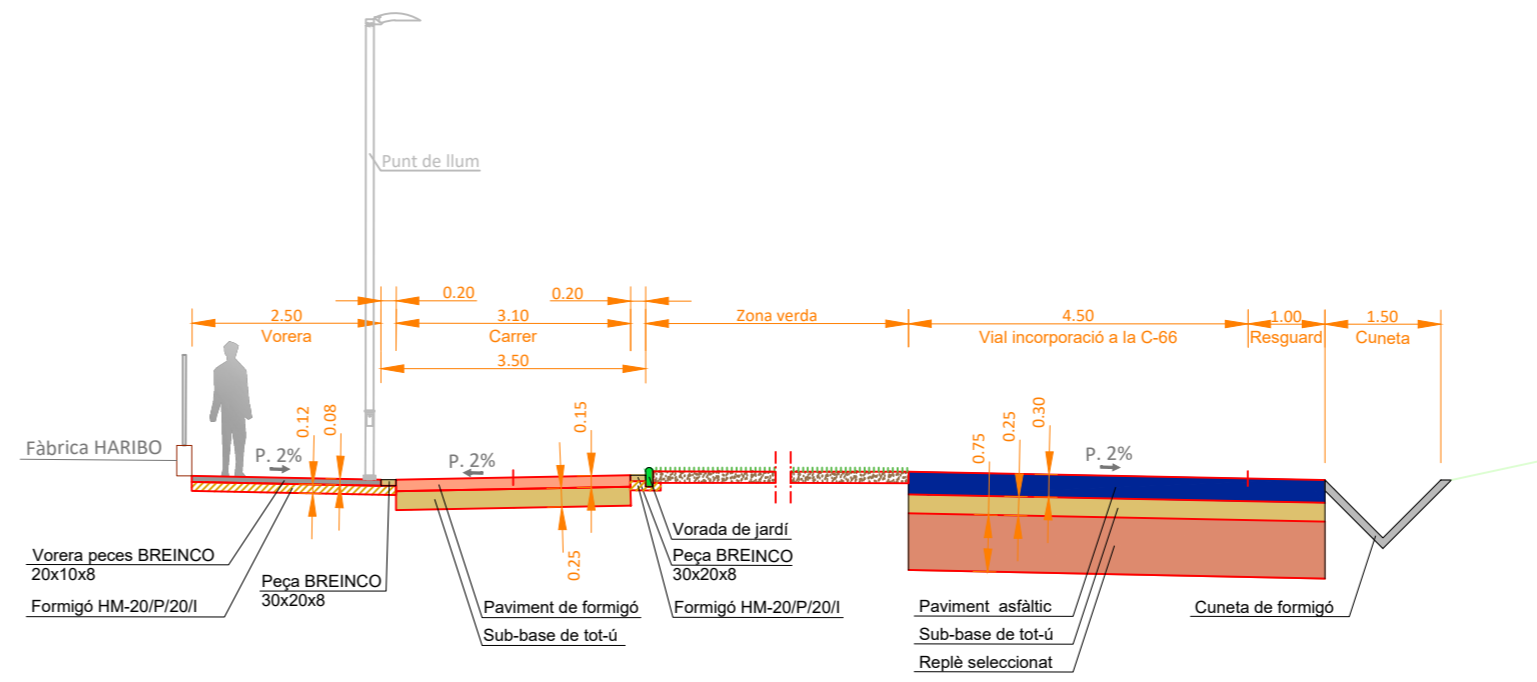 Punt de llum
0.20
0.20
2.50
3.10
Zona verda
4.50
1.00
1.50
Vorera
Carrer
Vial incorporació a la C-66
Resguard
Cuneta
3.50
0.12
0.08
0.15
0.75
0.25
0.30
Fàbrica HARIBO
P. 2%
P. 2%
P. 2%
0.25
Vorera peces BREINCO
20x10x8
Formigó HM-20/P/20/I
Peça BREINCO
30x20x8
Paviment de formigó
Sub-base de tot-ú
Vorada de jardí
Peça BREINCO
30x20x8
Formigó HM-20/P/20/I
Paviment asfàltic
Sub-base de tot-ú
Replè seleccionat
Cuneta de formigó